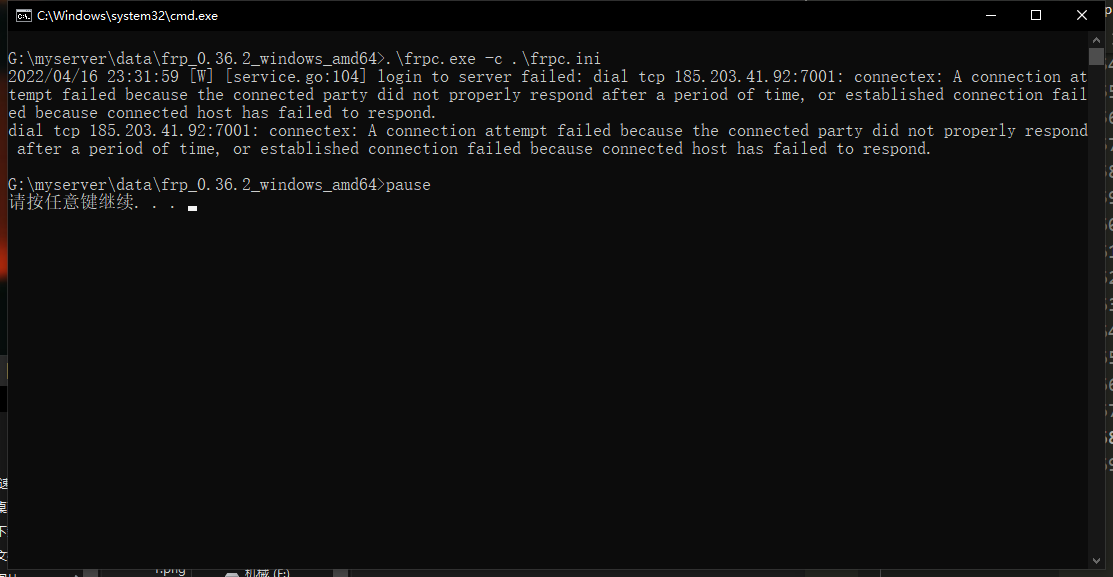 C:\Windows\system32\cmd.exe
G:\myserver\data\frp_0.36.2_windows_amd64>.\frpc.exe -c .\frpc.ini
2022/04/16 23:31:59 [W] [service.go:104] login to server failed: dial tcp 185.203.41.92:7001: connectex: A connection at
tempt failed because the connected party did not properly respond after a period of time, or established connection fail
ed because connected host has failed to respond.
dial tcp 185.203.41.92:7001: connectex: A connection attempt failed because the connected party did not properly respond
 after a period of time, or established connection failed because connected host has failed to respond.
G:\myserver\data\frp_0.36.2_windows_amd64>pause
请按任意键继续. . .